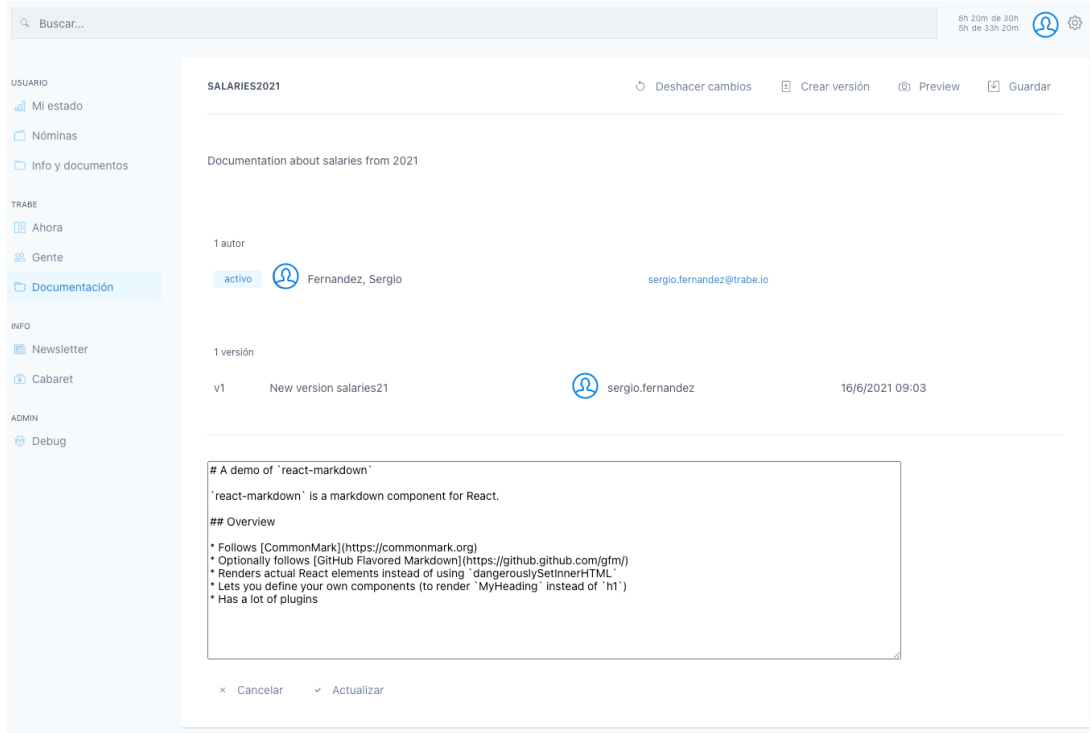 Buscar...
8h 20m de 30h
5h de 33h 20m
USUARIO
Mi estado
Nóminas
Info y documentos
TRABE
Ahora
Gente
Documentación
INFO
Newsletter
Cabaret
ADMIN
Debug
SALARIES2021
Deshacer cambios
Crear versión
Preview
Guardar
Documentation about salaries from 2021
1 autor
activo
Fernandez, Sergio
sergio.fernandez@trabe.io
1 versión
v1
New version salaries21
sergio.fernandez
16/6/2021 09:03
# A demo of `react-markdown`
`react-markdown` is a markdown component for React.
## Overview
* Follows [CommonMark](https://commonmark.org)
* Optionally follows [GitHub Flavored Markdown](https://github.github.com/gfm/)
* Renders actual React elements instead of using `dangerouslySetInnerHTML`
* Lets you define your own components (to render `MyHeading` instead of `h1`)
* Has a lot of plugins
Cancelar
Actualizar